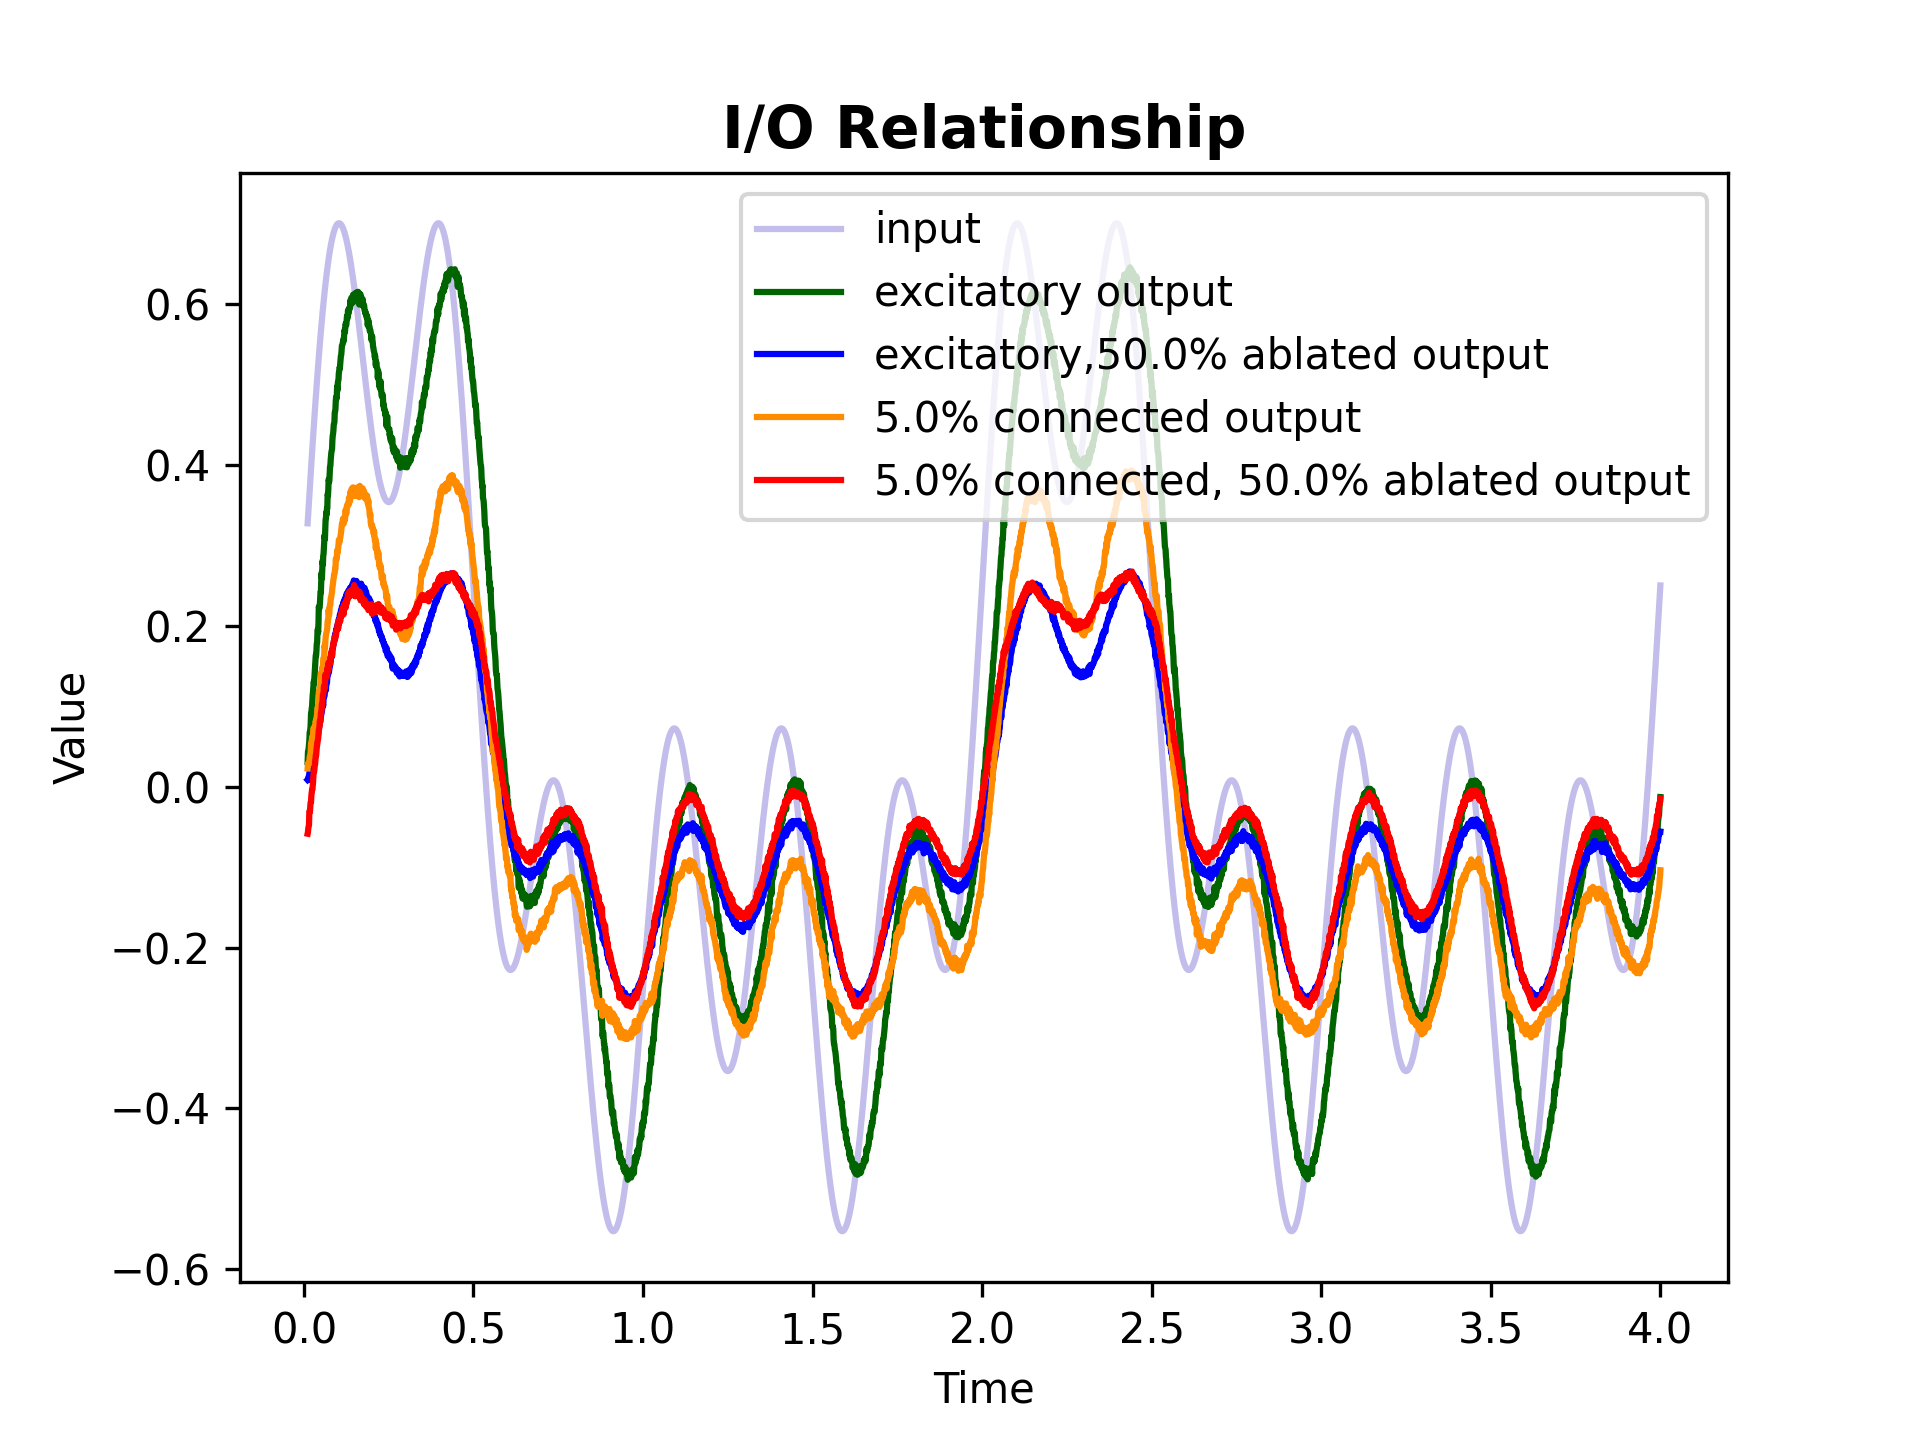 I/O Relationship
input
excitatory output
excitatory,50.0% ablated output
5.0% connected output
5.0% connected, 50.0% ablated output
Value
0.6
0.4
0.2
0.0
−0.2
−0.4
−0.6
0.0 0.5 1.0 1.5 2.0 2.5 3.0 3.5 4.0
Time